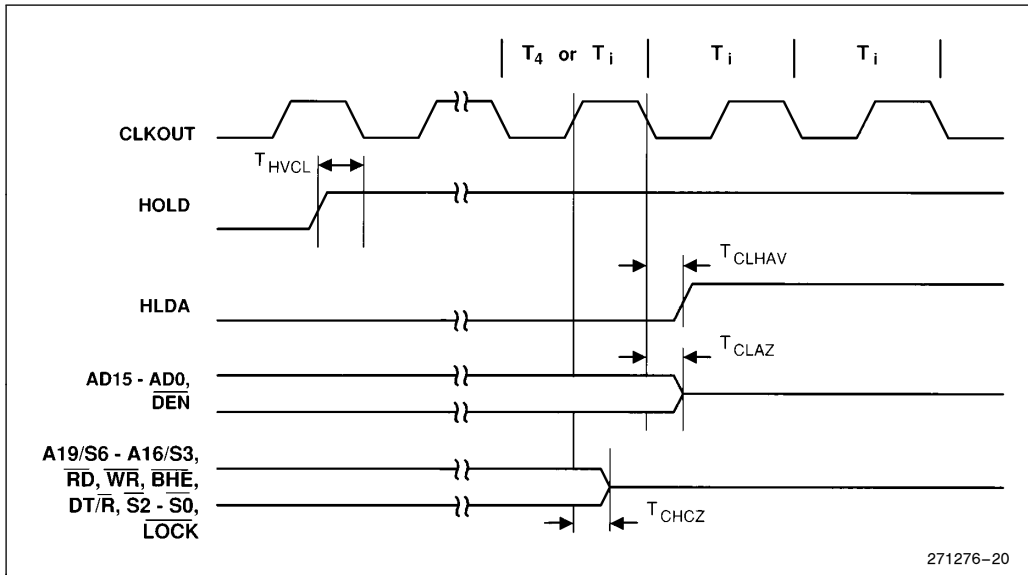 T4 or Ti Ti Ti
CLKOUT
THVCL
HOLD
TCLHAV
HLDA
TCLAZ
AD15 - AD0,
DEN
A19/S6 - A16/S3,
RD, WR, BHE,
DT/R, S2 - S0,
LOCK
TCHCZ
271276-20